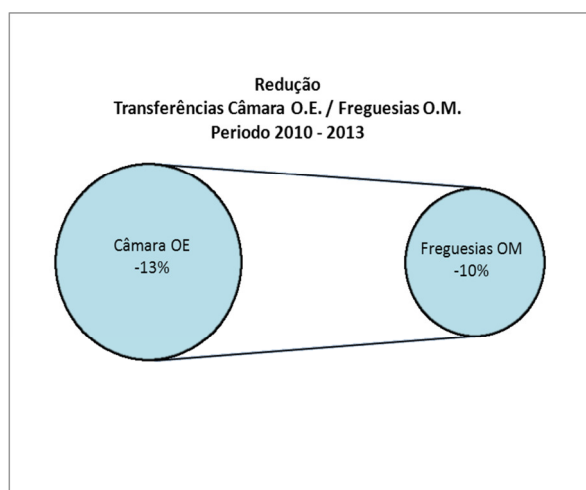 Redução
Transferências Câmara O.E. / Freguesias O.M.
Periodo 2010 - 2013
Câmara OE
-13%
Freguesias OM
-10%